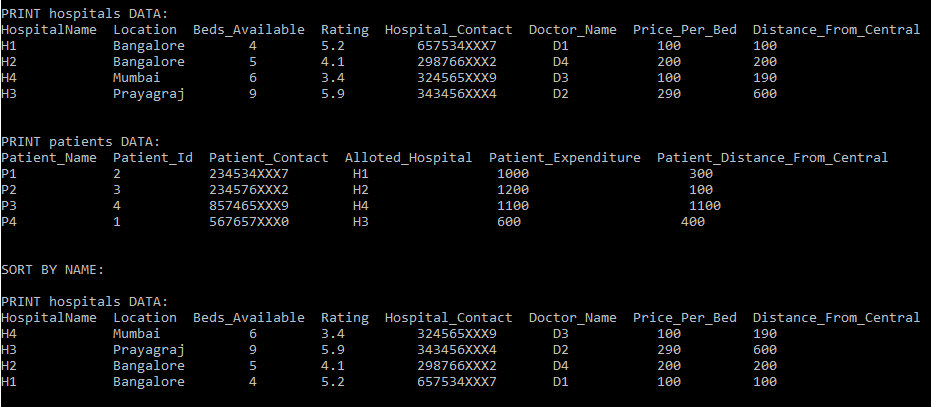 PRINT hospitals DATA:
HospitalName Location Beds_Available Rating Hospital_Contact Doctor_Name Price_Per_Bed Distance_From_Central
H1 Bangalore 4 5.2 657534XXX7 D1 100 100
H2 Bangalore 5 4.1 298766XXX2 D4 200 200
H4 Mumbai 6 3.4 324565XXX9 D3 100 190
H3 Prayagraj 9 5.9 343456XXX4 D2 290 600
PRINT patients DATA:
Patient_Name Patient_Id Patient_Contact Alloted_Hospital Patient_Expenditure Patient_Distance_From_Central
P1 2 234534XXX7 H1 1000 300
P2 3 234576XXX2 H2 1200 100
P3 4 857465XXX9 H4 1100 1100
P4 1 567657XXX0 H3 600 400
SORT BY NAME:
PRINT hospitals DATA:
HospitalName Location Beds_Available Rating Hospital_Contact Doctor_Name Price_Per_Bed Distance_From_Central
H4 Mumbai 6 3.4 324565XXX9 D3 100 190
H3 Prayagraj 9 5.9 343456XXX4 D2 290 600
H2 Bangalore 5 4.1 298766XXX2 D4 200 200
H1 Bangalore 4 5.2 657534XXX7 D1 100 100